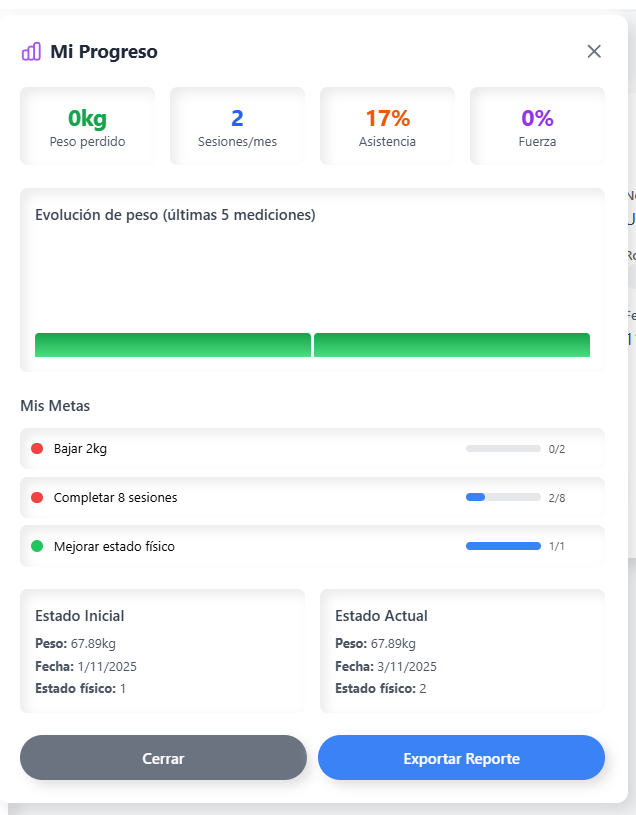 Mi Progreso
0kg
Peso perdido
2
Sesiones/mes
17%
Asistencia
0%
Fuerza
Evolución de peso (últimas 5 mediciones)
Mis Metas
Bajar 2kg
0/2
Completar 8 sesiones
2/8
Mejorar estado físico
1/1
Estado Inicial
Peso: 67.89kg
Fecha: 1/11/2025
Estado físico: 1
Estado Actual
Peso: 67.89kg
Fecha: 3/11/2025
Estado físico: 2
Cerrar
Exportar Reporte